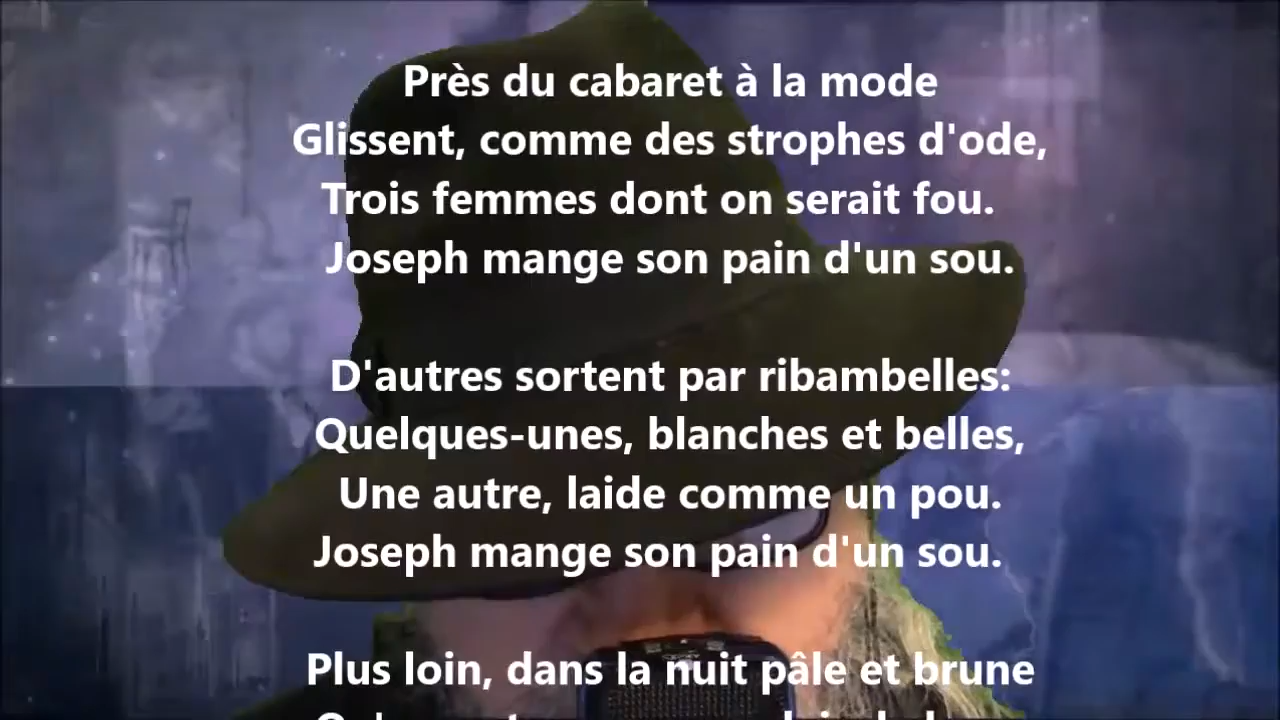 Près du cabaret à la mode
Glissent, comme des strophes d'ode,
Trois femmes dont on serait fou.
Joseph mange son pain d'un sou.
D'autres sortent par ribambelles:
Quelques-unes, blanches et belles,
Une autre, laide comme un pou.
Joseph mange son pain d'un sou.
Plus loin, dans la nuit pâle et brune